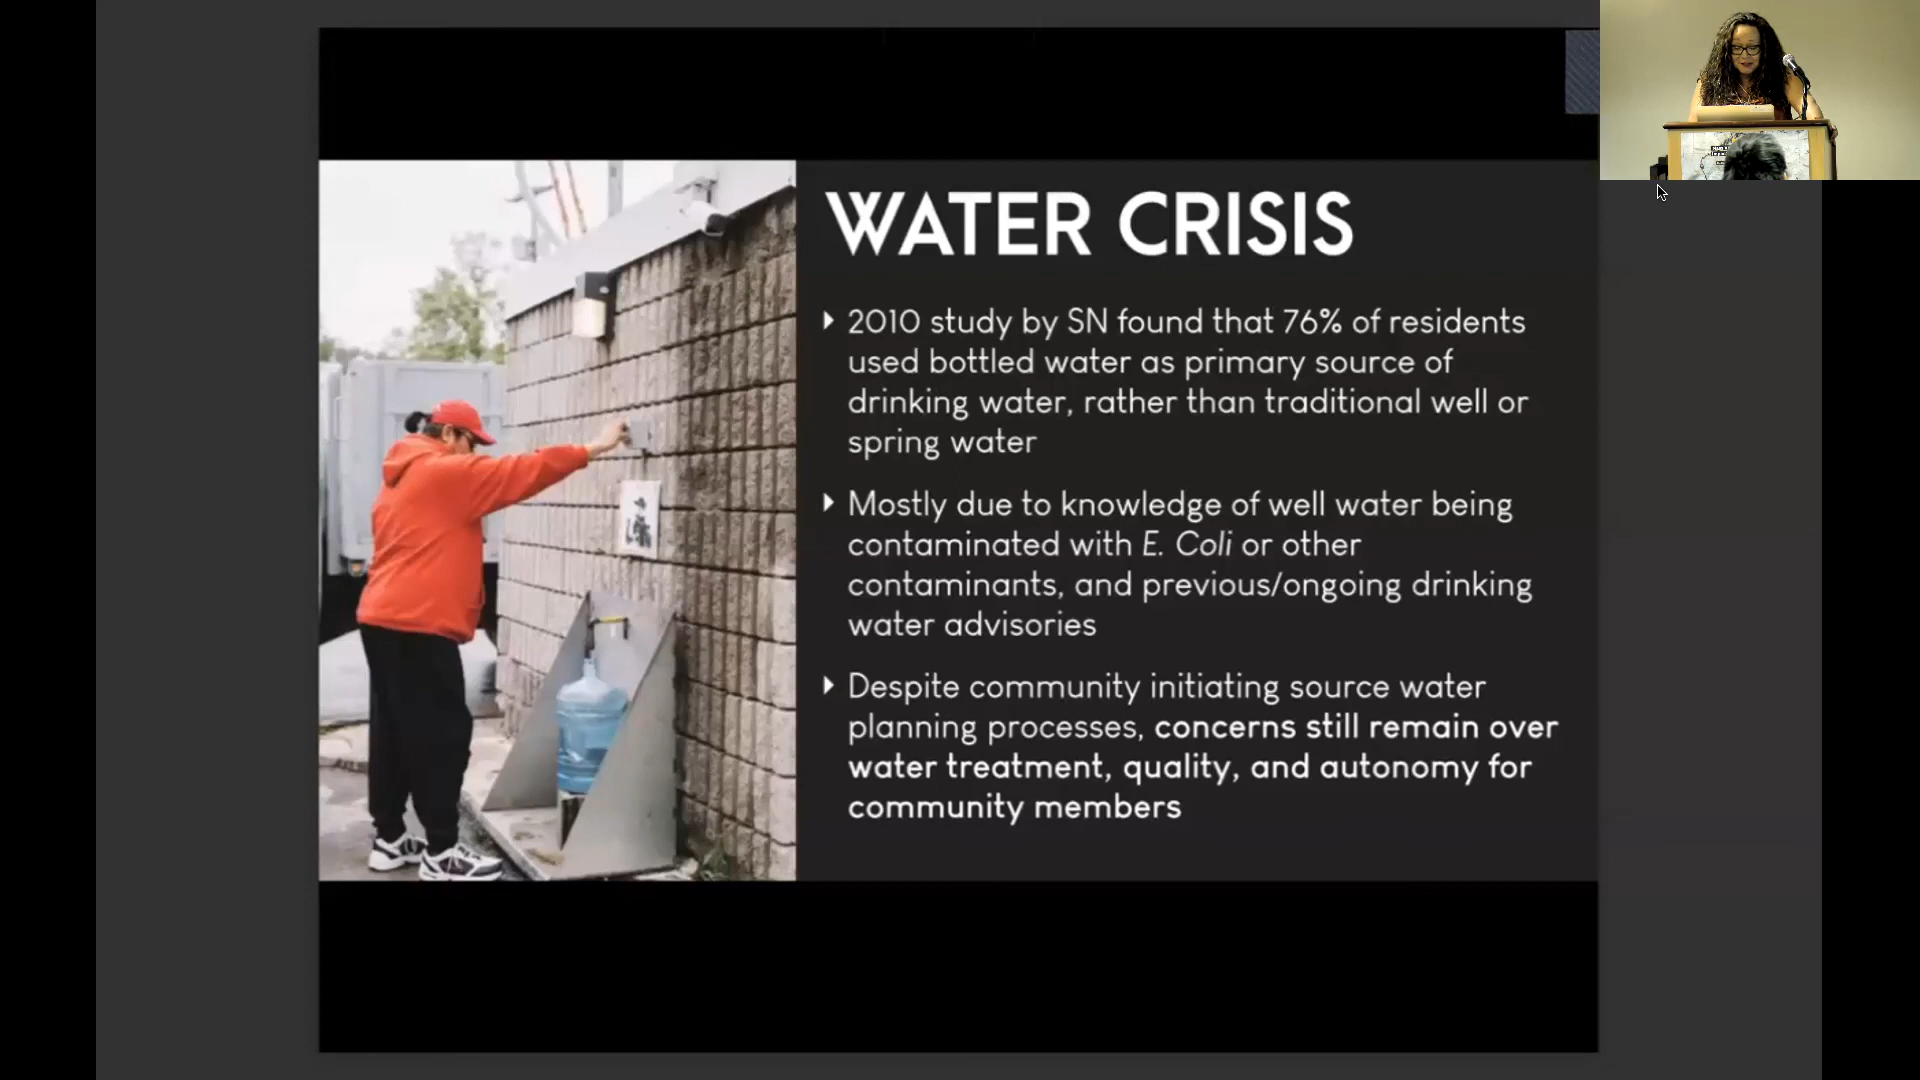 WATER CRISIS
2010 study by SN found that 76% of residents
used bottled water as primary source of
drinking water, rather than traditional well or
spring water
Mostly due to knowledge of well water being
contaminated with E. Coli or other
contaminants, and previous/ongoing drinking
water advisories
Despite community initiating source water
planning processes, concerns still remain over
water treatment, quality, and autonomy for
community members